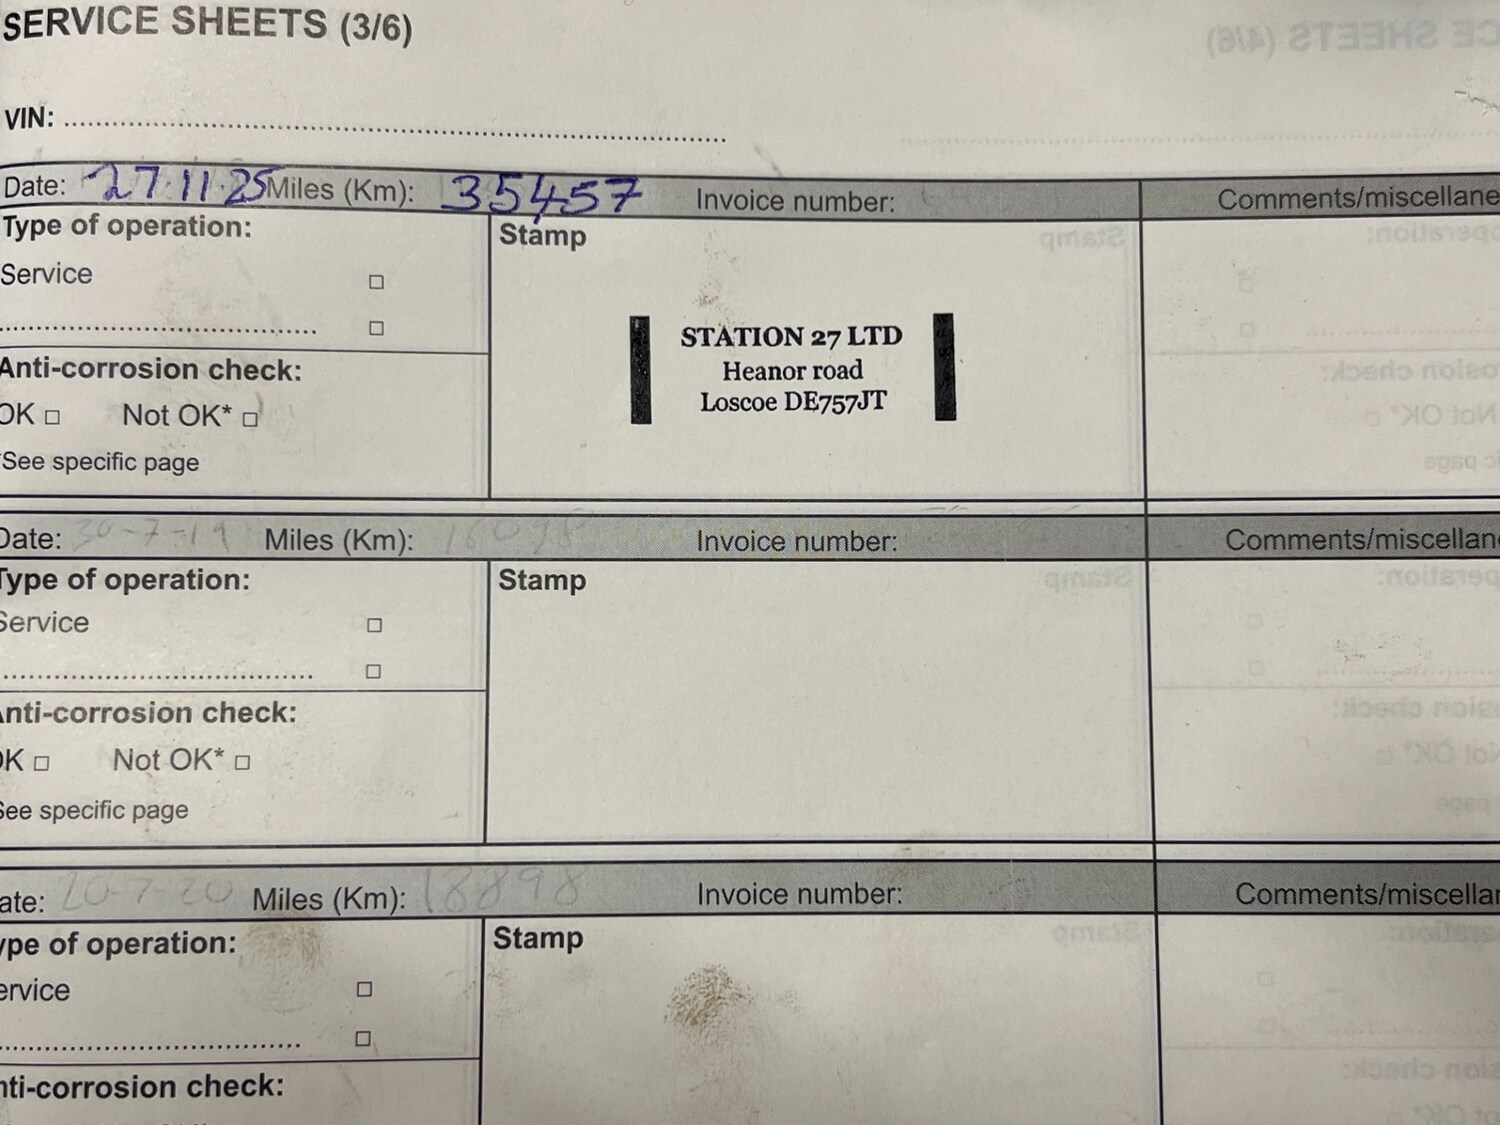 SERVICE SHEETS (3/6)
VIN:
Date: 27.11.25 Miles (Km): 35457 Invoice number: Comments/miscellane
Type of operation:
Stamp
Service
STATION 27 LTD
Heanor road
Loscoe DE757JT
Anti-corrosion check:
OK □ Not OK* □
*See specific page
Date: 30-7-19 Miles (Km): 16098 Invoice number: Comments/miscellan
Type of operation:
Stamp
Service
Anti-corrosion check:
OK □ Not OK* □
See specific page
ate: 20-7-20 Miles (Km): 18898 Invoice number: Comments/miscellar
ype of operation:
Stamp
ervice
nti-corrosion check: